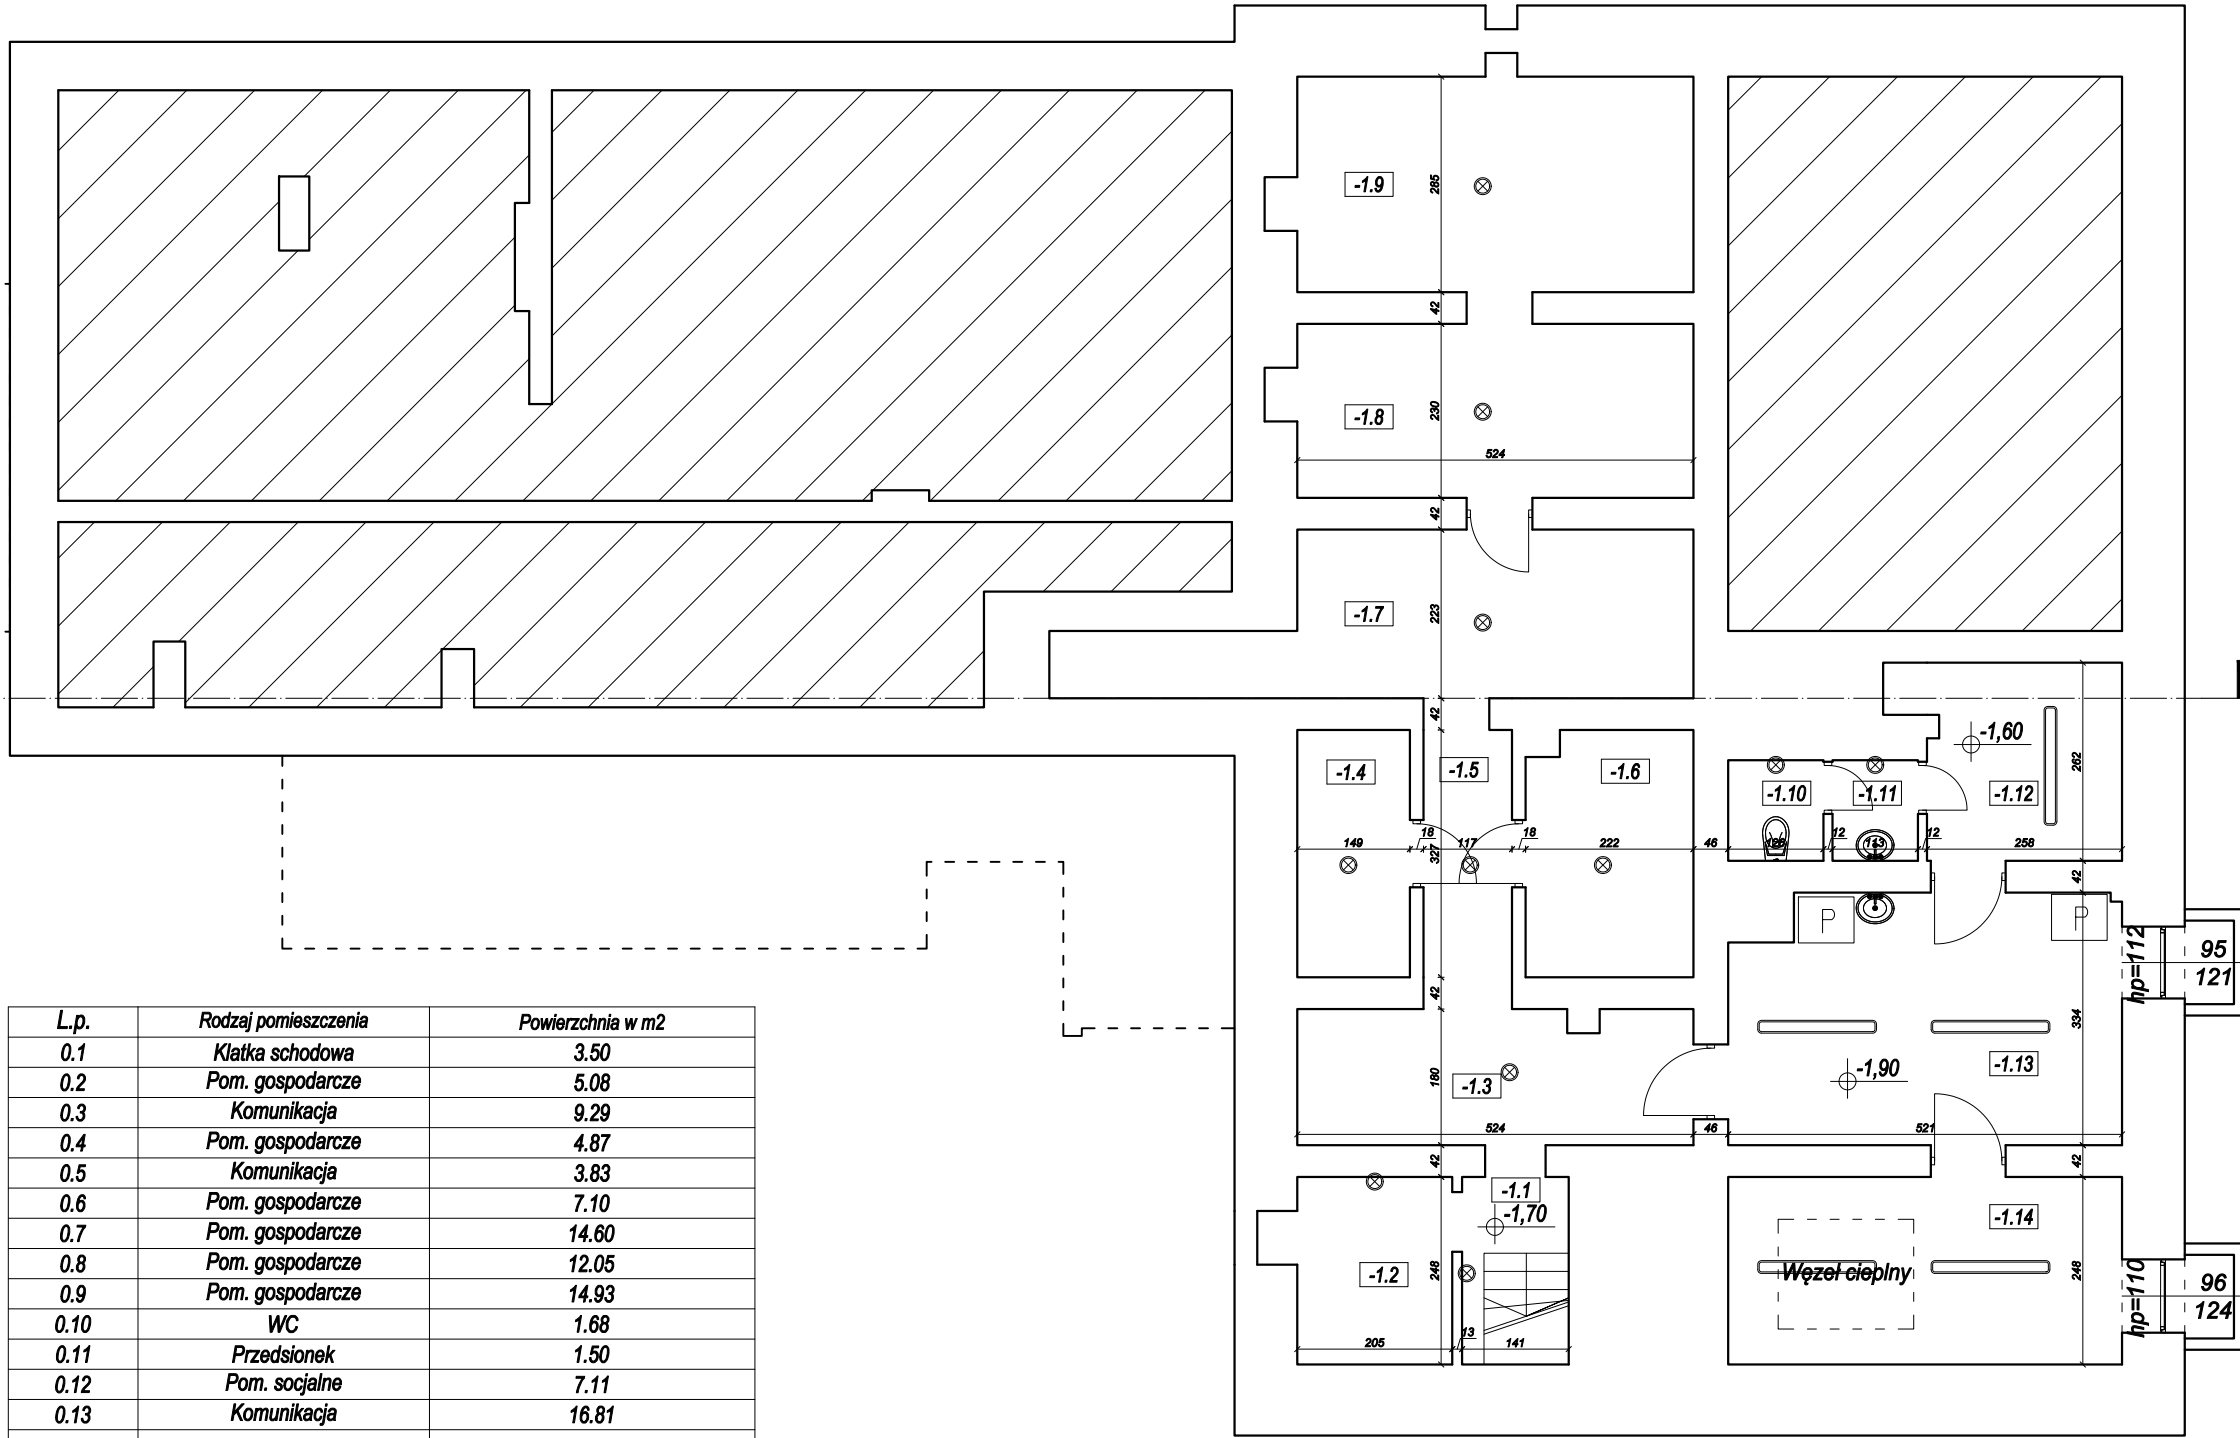 -1.9
285
42
-1.8
230
524
42
-1.7
223
42
-1.4
-1.5
-1.6
-1,60
262
-1.10
-1.11
-1.12
149
18
117
327
18
222
46
126
12
113
12
258
42
P
P
hp=112
95
121
42
334
-1.3
180
-1,90
-1.13
524
46
521
42
42
-1.1
-1,70
-1.2
248
-1.14
Węzeł cieplny
248
hp=110
96
124
205
13
141
L.p. Rodzaj pomieszczenia Powierzchnia w m2
0.1 Klatka schodowa 3.50
0.2 Pom. gospodarcze 5.08
0.3 Komunikacja 9.29
0.4 Pom. gospodarcze 4.87
0.5 Komunikacja 3.83
0.6 Pom. gospodarcze 7.10
0.7 Pom. gospodarcze 14.60
0.8 Pom. gospodarcze 12.05
0.9 Pom. gospodarcze 14.93
0.10 WC 1.68
0.11 Przedsionek 1.50
0.12 Pom. socjalne 7.11
0.13 Komunikacja 16.81